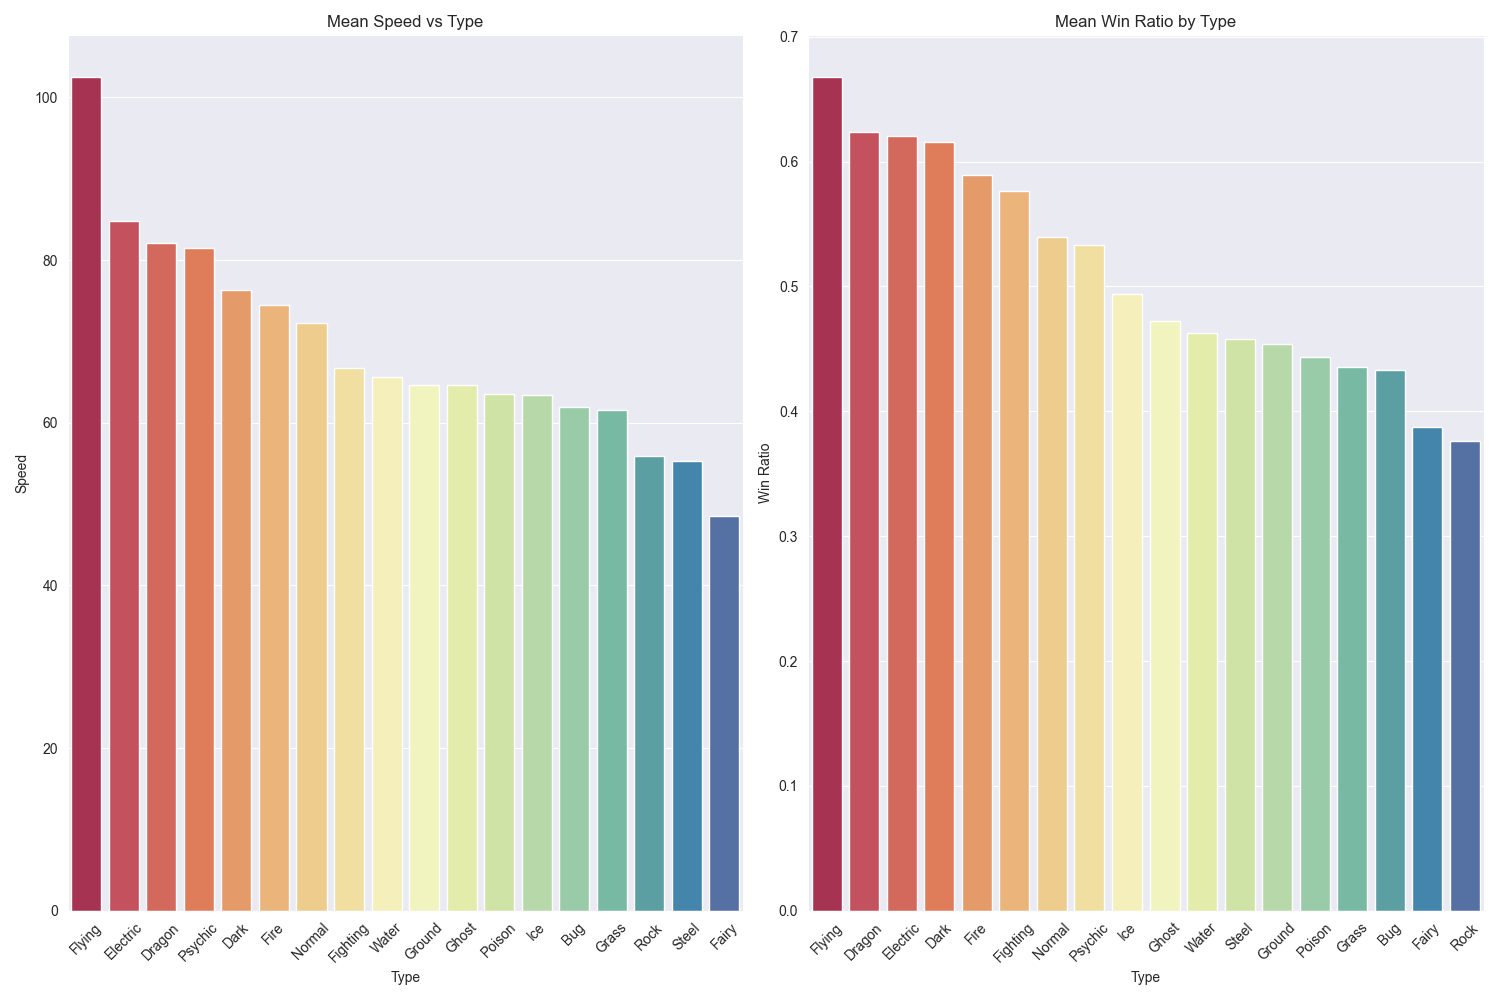 Mean Speed vs Type
100
80
60
40
20
0
Speed
Flying
Electric
Dragon
Psychic
Dark
Fire
Normal
Fighting
Water
Ground
Ghost
Poison
Ice
Bug
Grass
Rock
Steel
Fairy
Type
Mean Win Ratio by Type
0.7
0.6
0.5
0.4
0.3
0.2
0.1
0.0
Win Ratio
Flying
Dragon
Electric
Dark
Fire
Fighting
Normal
Psychic
Ice
Ghost
Water
Steel
Ground
Poison
Grass
Bug
Fairy
Rock
Type